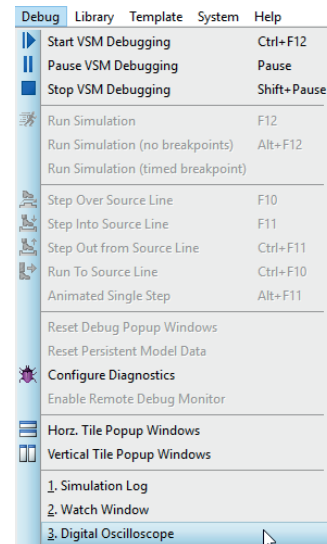 Debug Library Template System Help
Start VSM Debugging Ctrl+F12
Pause VSM Debugging Pause
Stop VSM Debugging Shift+Pause
Run Simulation F12
Run Simulation (no breakpoints) Alt+F12
Run Simulation (timed breakpoint)
Step Over Source Line F10
Step Into Source Line F11
Step Out from Source Line Ctrl+F11
Run To Source Line Ctrl+F10
Animated Single Step Alt+F11
Reset Debug Popup Windows
Reset Persistent Model Data
Configure Diagnostics
Enable Remote Debug Monitor
Horz. Tile Popup Windows
Vertical Tile Popup Windows
1. Simulation Log
2. Watch Window
3. Digital Oscilloscope